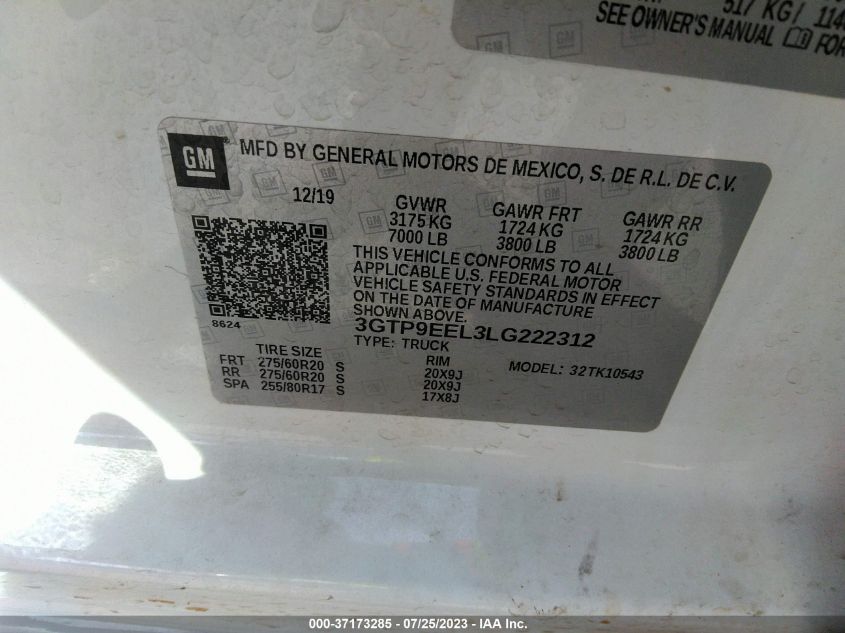 517 KG / 114
SEE OWNER'S MANUAL FOR
GM
MFD BY GENERAL MOTORS DE MEXICO, S. DE R.L. DE C.V.
12/19 GVWR GAWR FRT GAWR RR
3175 KG 1724 KG 1724 KG
7000 LB 3800 LB 3800 LB
THIS VEHICLE CONFORMS TO ALL
APPLICABLE U.S. FEDERAL MOTOR
VEHICLE SAFETY STANDARDS IN EFFECT
ON THE DATE OF MANUFACTURE
SHOWN ABOVE.
8624
3GTP9EEL3LG222312
TYPE: TRUCK
TIRE SIZE RIM MODEL: 32TK10543
FRT 275/60R20 S 20X9J
RR 275/60R20 S 20X9J
SPA 255/80R17 S 17X8J
000-37173285 - 07/25/2023 - IAA Inc.